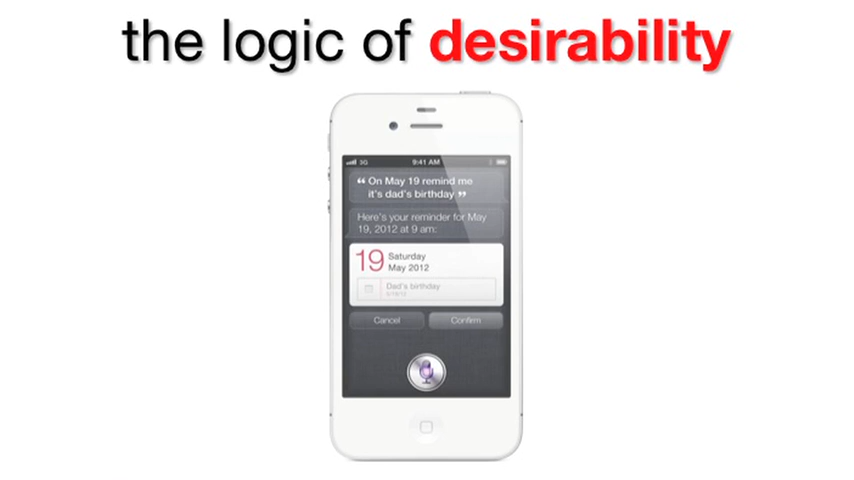 the logic of desirability
3G 9:41 AM
“ On May 19 remind me
it's dad's birthday ”
Here's your reminder for May
19, 2012 at 9 am:
19 Saturday
May 2012
Dad's birthday
Cancel Confirm